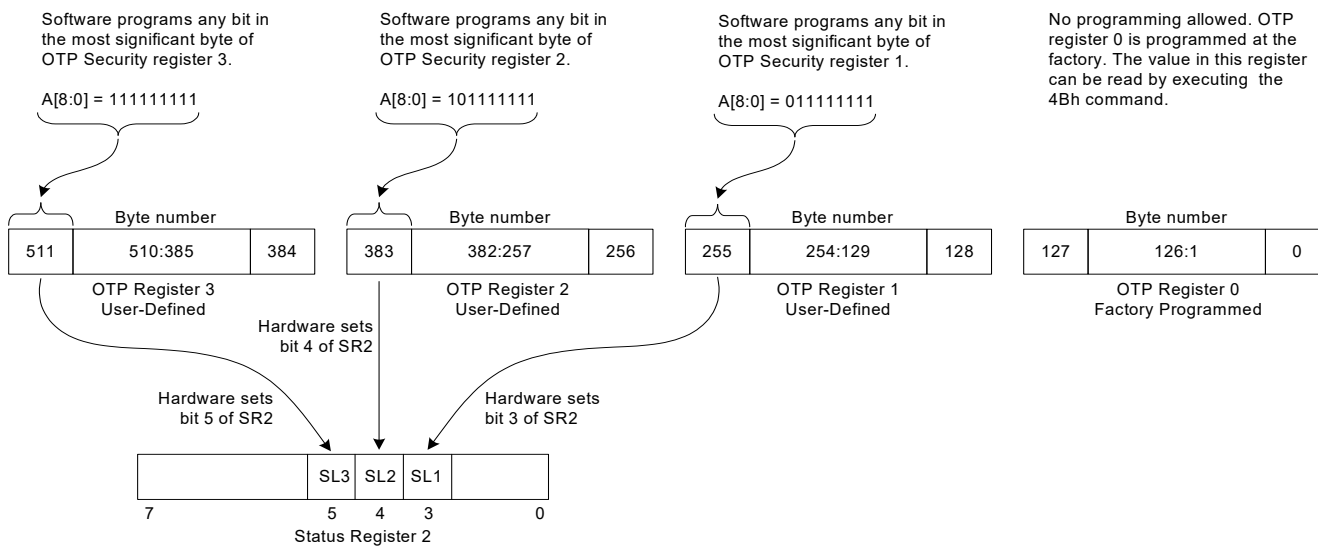 Software programs any bit in
the most significant byte of
OTP Security register 3.
A[8:0] = 111111111
Software programs any bit in
the most significant byte of
OTP Security register 2.
A[8:0] = 101111111
Software programs any bit in
the most significant byte of
OTP Security register 1.
A[8:0] = 011111111
No programming allowed. OTP
register 0 is programmed at the
factory. The value in this register
can be read by executing the
4Bh command.
Byte number
511 510:385 384
OTP Register 3
User-Defined
Byte number
383 382:257 256
OTP Register 2
User-Defined
Byte number
255 254:129 128
OTP Register 1
User-Defined
Byte number
127 126:1 0
OTP Register 0
Factory Programmed
Hardware sets
bit 5 of SR2
Hardware sets
bit 4 of SR2
Hardware sets
bit 3 of SR2
SL3 SL2 SL1
7 5 4 3 0
Status Register 2